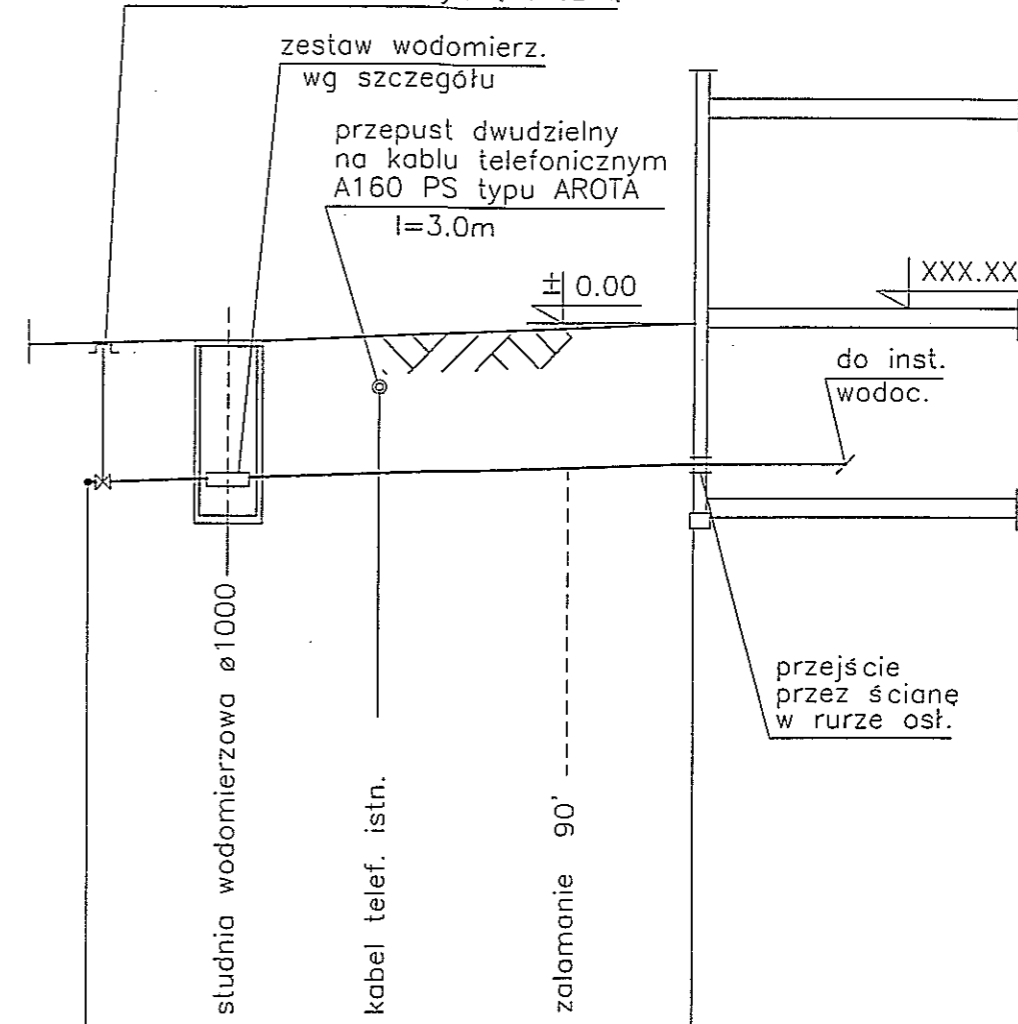 zestaw wodomierz.
wg szczegółu
przepust dwudzielny
na kablu telefonicznym
A160 PS typu AROTA
l=3.0m
± 0.00
XXX.XX
do inst.
wodoc.
przejście
przez ścianę
w rurze osł.
studnia wodomierzowa ø1000
kabel telef. istn.
załamanie 90'